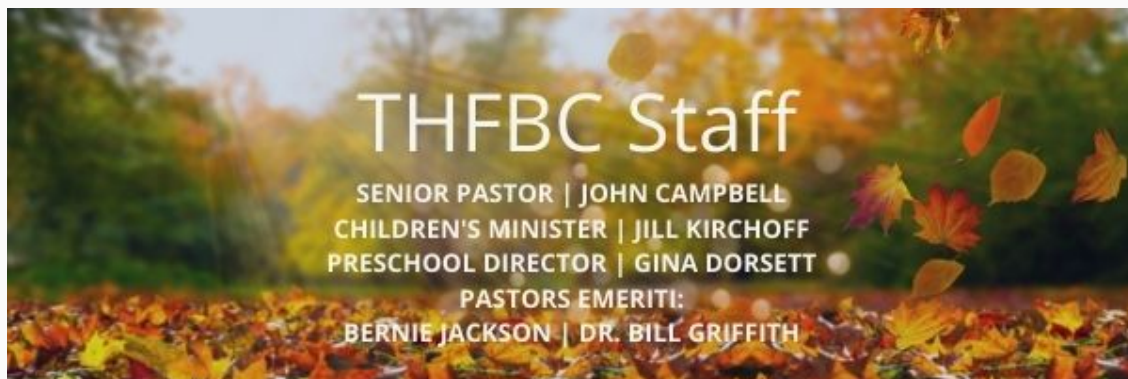 THFBC Staff
SENIOR PASTOR | JOHN CAMPBELL
CHILDREN'S MINISTER | JILL KIRCHOFF
PRESCHOOL DIRECTOR | GINA DORSETT
PASTORS EMERITI:
BERNIE JACKSON | DR. BILL GRIFFITH